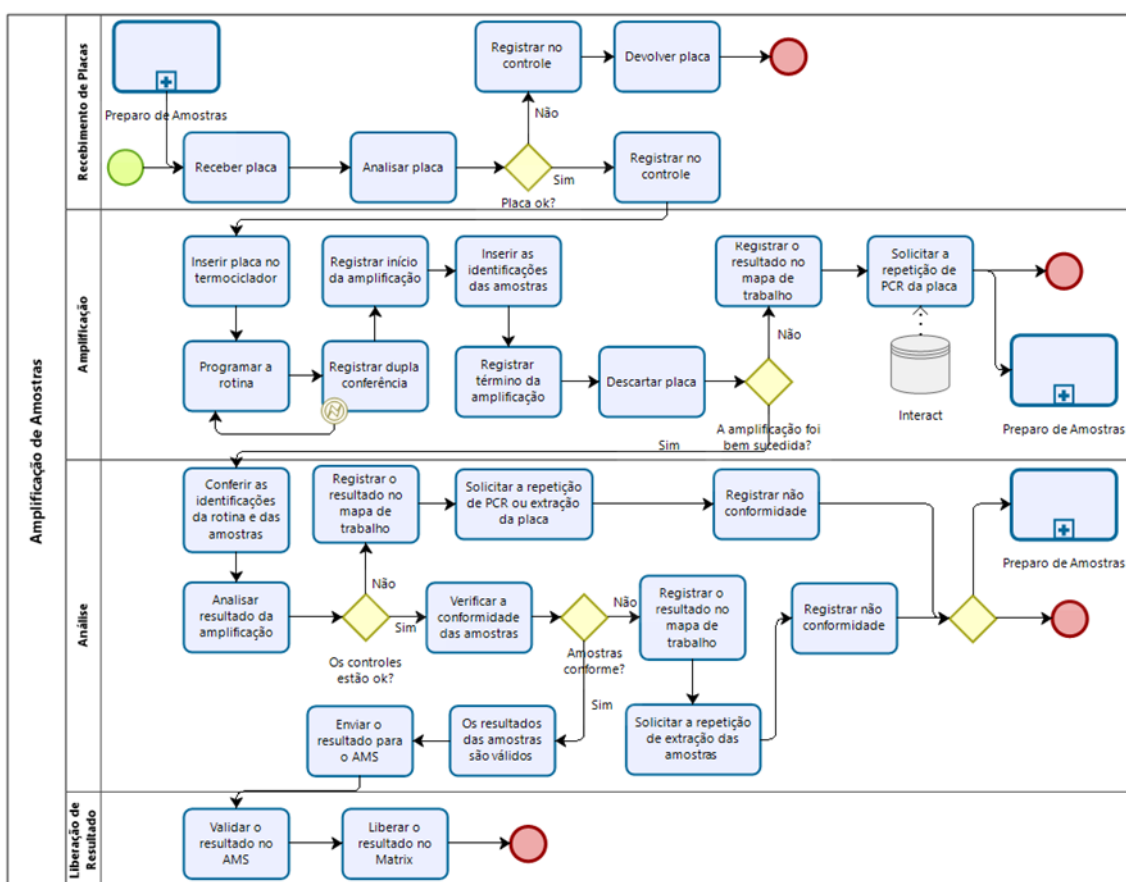 Amplificação de Amostras
Recebimento de Placas
Preparo de Amostras
Receber placa
Analisar placa
Placa ok?
Não
Sim
Registrar no
controle
Devolver placa
Registrar no
controle
Amplificação
Inserir placa no
termociclador
Programar a
rotina
Registrar dupla
conferência
Registrar início
da amplificação
Inserir as
identificações
das amostras
Registrar término da
amplificação
Descartar placa
A amplificação foi
bem sucedida?
Não
Sim
Registrar o
resultado no
mapa de
trabalho
Solicitar a
repetição de
PCR da placa
Interact
Preparo de Amostras
Análise
Conferir as
identificações
da rotina e das
amostras
Analisar
resultado da
amplificação
Os controles
estão ok?
Não
Sim
Registrar o
resultado no
mapa de
trabalho
Solicitar a repetição
de PCR ou extração
da placa
Registrar não
conformidade
Preparo de Amostras
Verificar a
conformidade
das amostras
Amostras
conforme?
Não
Sim
Registrar o
resultado no
mapa de
trabalho
Solicitar a repetição
de extração das
amostras
Registrar não
conformidade
Os resultados
das amostras
são válidos
Enviar o
resultado para
o AMS
Liberação de
Resultado
Validar o
resultado no
AMS
Liberar o
resultado no
Matrix